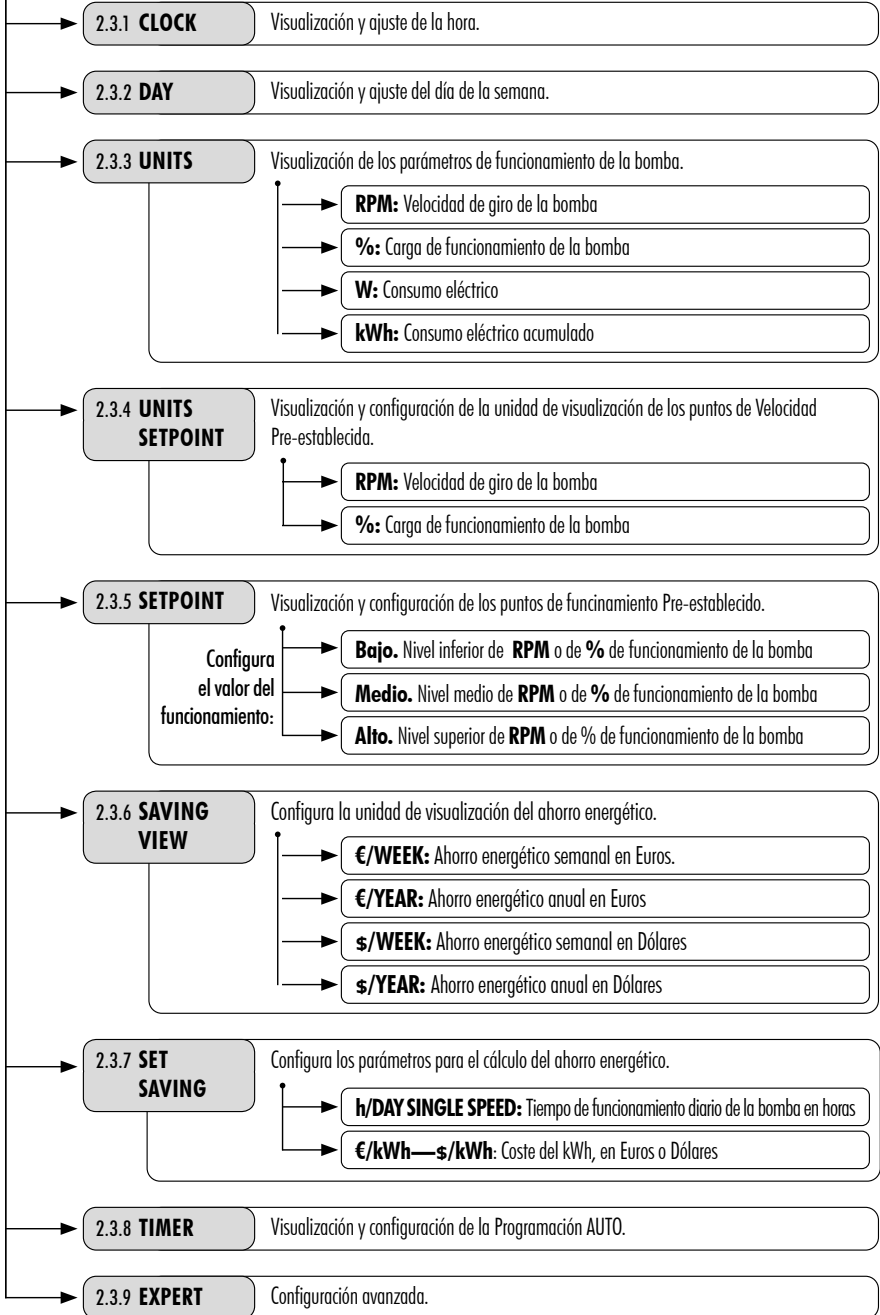 2.3.1 CLOCK Visualización y ajuste de la hora.
2.3.2 DAY Visualización y ajuste del día de la semana.
2.3.3 UNITS Visualización de los parámetros de funcionamiento de la bomba.
RPM: Velocidad de giro de la bomba
%: Carga de funcionamiento de la bomba
W: Consumo eléctrico
kWh: Consumo eléctrico acumulado
2.3.4 UNITS SETPOINT
Visualización y configuración de la unidad de visualización de los puntos de Velocidad
Pre-establecida.
RPM: Velocidad de giro de la bomba
%: Carga de funcionamiento de la bomba
2.3.5 SETPOINT Visualización y configuración de los puntos de funcinamiento Pre-establecido.
Configura
el valor del
funcionamiento:
Bajo. Nivel inferior de RPM o de % de funcionamiento de la bomba
Medio. Nivel medio de RPM o de % de funcionamiento de la bomba
Alto. Nivel superior de RPM o de % de funcionamiento de la bomba
2.3.6 SAVING
VIEW
Configura la unidad de visualización del ahorro energético.
€/WEEK: Ahorro energético semanal en Euros.
€/YEAR: Ahorro energético anual en Euros
$/WEEK: Ahorro energético semanal en Dólares
$/YEAR: Ahorro energético anual en Dólares
2.3.7 SET
SAVING
Configura los parámetros para el cálculo del ahorro energético.
h/DAY SINGLE SPEED: Tiempo de funcionamiento diario de la bomba en horas
€/kWh—$/kWh: Coste del kWh, en Euros o Dólares
2.3.8 TIMER Visualización y configuración de la Programación AUTO.
2.3.9 EXPERT Configuración avanzada.